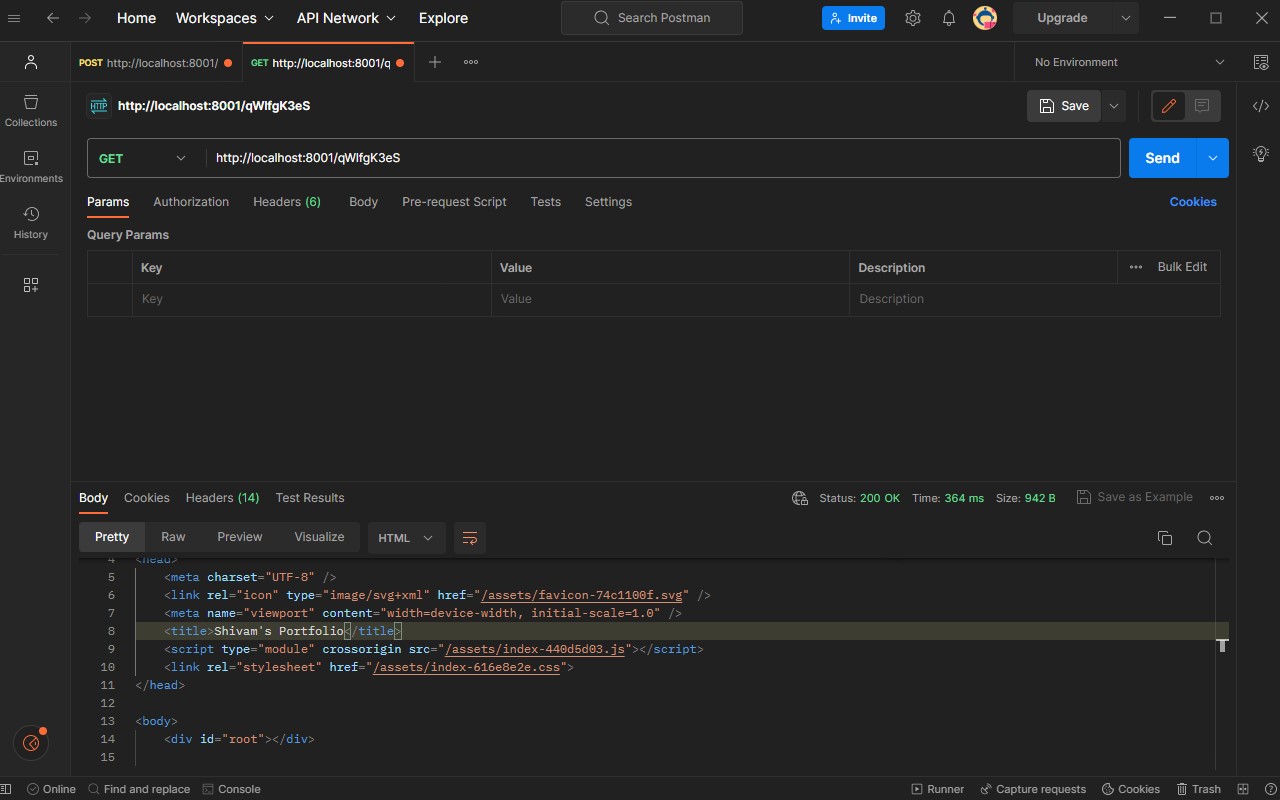 Home Workspaces API Network Explore Search Postman Invite Upgrade
POST http://localhost:8001/ GET http://localhost:8001/q No Environment
http://localhost:8001/qWlfgK3eS Save
Collections
GET http://localhost:8001/qWlfgK3eS Send
Environments
Params Authorization Headers (6) Body Pre-request Script Tests Settings Cookies
History
Query Params
Key Value Description Bulk Edit
Key Value Description
Body Cookies Headers (14) Test Results Status: 200 OK Time: 364 ms Size: 942 B Save as Example
Pretty Raw Preview Visualize HTML
4 <head>
5 <meta charset="UTF-8" />
6 <link rel="icon" type="image/svg+xml" href="/assets/favicon-74c1100f.svg" />
7 <meta name="viewport" content="width=device-width, initial-scale=1.0" />
8 <title>Shivam's Portfolio</title>
9 <script type="module" crossorigin src="/assets/index-440d5d03.js"></script>
10 <link rel="stylesheet" href="/assets/index-616e8e2e.css">
11 </head>
12
13 <body>
14 <div id="root"></div>
15
Online Find and replace Console Runner Capture requests Cookies Trash